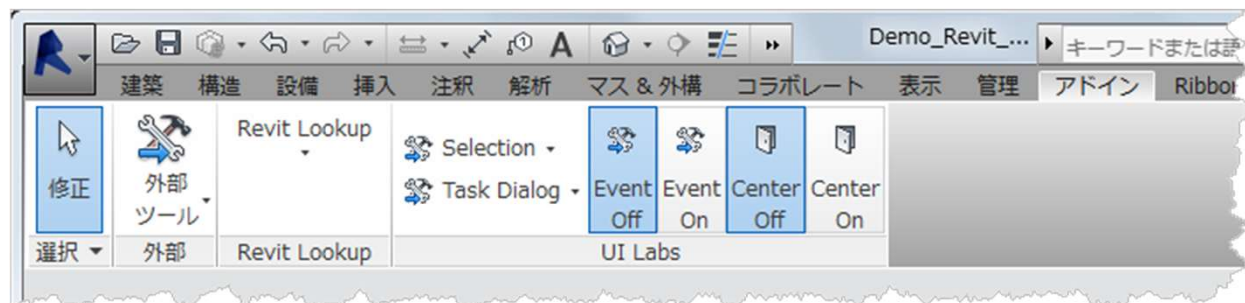 Demo_Revit_...
キーワードまたは語
建築 構造 設備 挿入 注釈 解析 マス & 外構 コラボレート 表示 管理 アドイン Ribbon
修正
外部
ツール
Revit Lookup
Selection
Task Dialog
Event
Off
Event
On
Center
Off
Center
On
選択 外部 Revit Lookup UI Labs